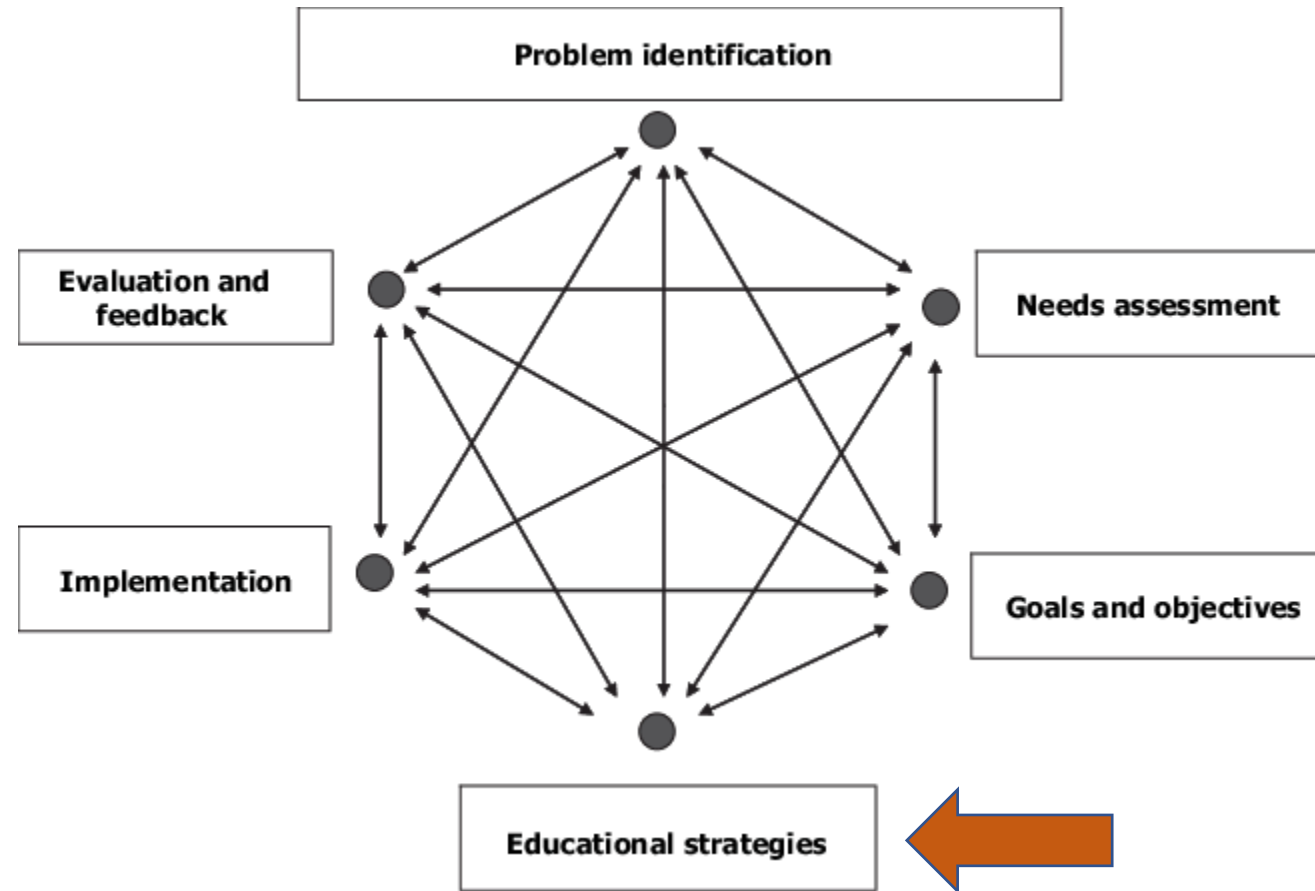 Problem identification
Evaluation and
feedback
Needs assessment
Implementation
Goals and objectives
Educational strategies